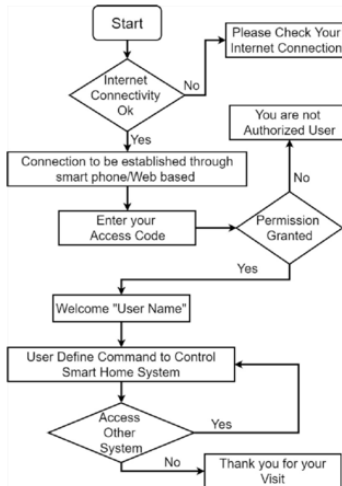 Start
Please Check Your
Internet Connection
Internet
Connectivity
Ok
No
Yes
You are not
Authorized User
Connection to be established through
smart phone/Web based
No
Enter your
Access Code
Permission
Granted
Yes
Welcome "User Name"
User Define Command to Control
Smart Home System
Access
Other
System
Yes
No
Thank you for your
Visit